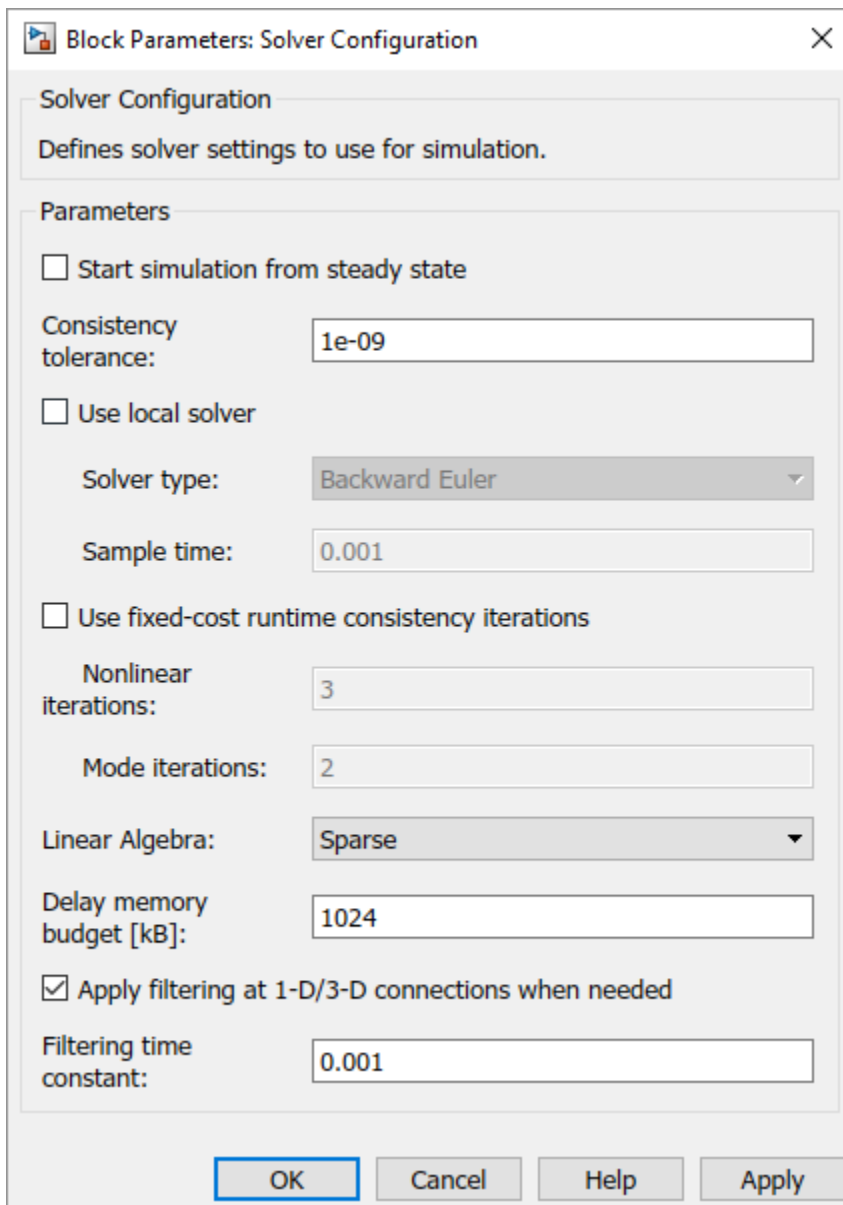 Block Parameters: Solver Configuration
Solver Configuration
Defines solver settings to use for simulation.
Parameters
Start simulation from steady state
Consistency
tolerance:
1e-09
Use local solver
Solver type:
Backward Euler
Sample time:
0.001
Use fixed-cost runtime consistency iterations
Nonlinear
iterations:
3
Mode iterations:
2
Linear Algebra:
Sparse
Delay memory
budget [kB]:
1024
Apply filtering at 1-D/3-D connections when needed
Filtering time
constant:
0.001
OK
Cancel
Help
Apply